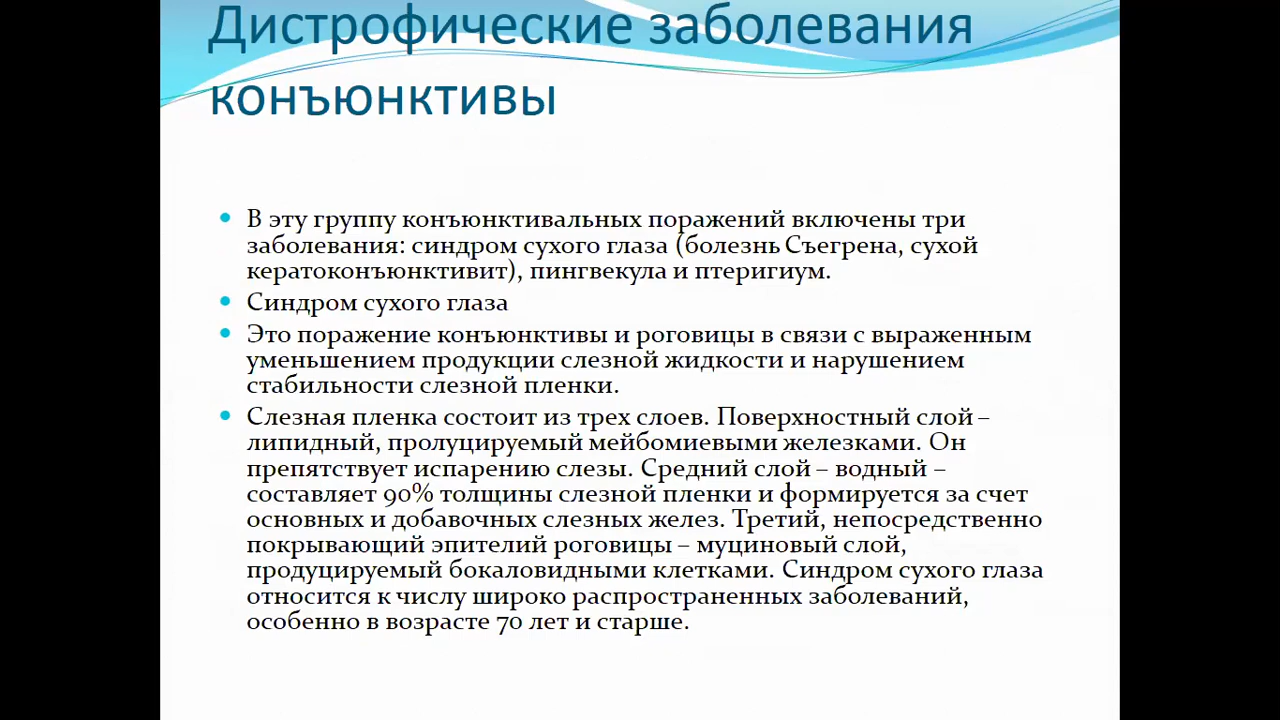 Дистрофические заболевания
конъюнктивы
• В эту группу конъюнктивальных поражений включены три
заболевания: синдром сухого глаза (болезнь Съегрена, сухой
кератоконъюнктивит), пингвекула и птеригиум.
• Синдром сухого глаза
• Это поражение конъюнктивы и роговицы в связи с выраженным
уменьшением продукции слезной жидкости и нарушением
стабильности слезной пленки.
• Слезная пленка состоит из трех слоев. Поверхностный слой –
липидный, пролуцируемый мейбомиевыми железками. Он
препятствует испарению слезы. Средний слой – водный –
составляет 90% толщины слезной пленки и формируется за счет
основных и добавочных слезных желез. Третий, непосредственно
покрывающий эпителий роговицы – муциновый слой,
продуцируемый бокаловидными клетками. Синдром сухого глаза
относится к числу широко распространенных заболеваний,
особенно в возрасте 70 лет и старше.